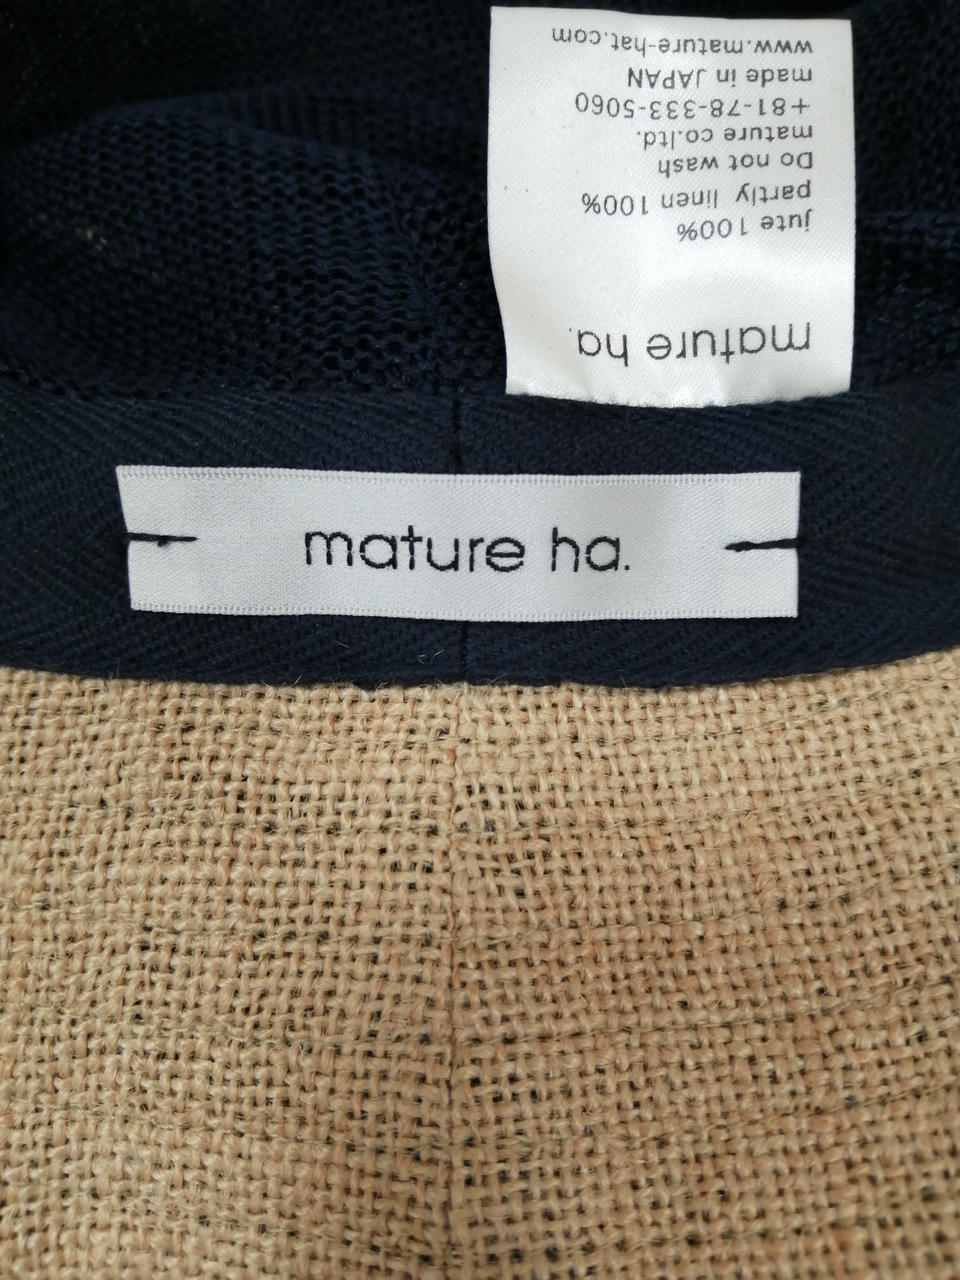 mature ha.
jute 100%
partly linen 100%
Do not wash
mature co.ltd.
+81-78-333-5060
made in JAPAN
www.mature-hat.com
mature ha.